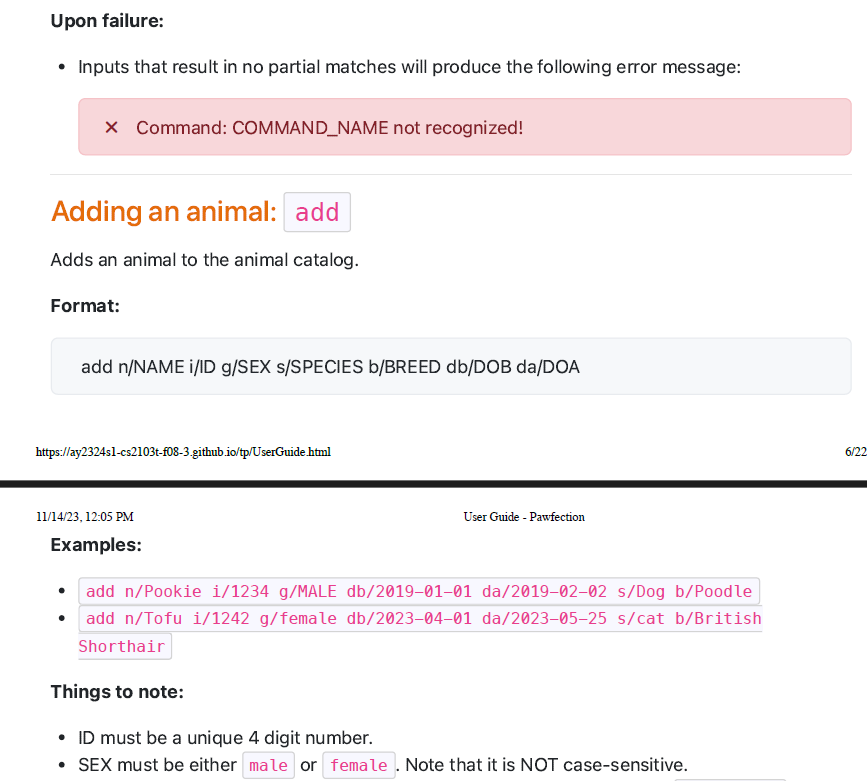 Upon failure:
• Inputs that result in no partial matches will produce the following error message:
✕ Command: COMMAND_NAME not recognized!
Adding an animal: add
Adds an animal to the animal catalog.
Format:
add n/NAME i/ID g/SEX s/SPECIES b/BREED db/DOB da/DOA
https://ay2324s1-cs2103t-f08-3.github.io/tp/UserGuide.html 6/22
11/14/23, 12:05 PM User Guide - Pawfection
Examples:
• add n/Pookie i/1234 g/MALE db/2019-01-01 da/2019-02-02 s/Dog b/Poodle
• add n/Tofu i/1242 g/female db/2023-04-01 da/2023-05-25 s/cat b/British
Shorthair
Things to note:
• ID must be a unique 4 digit number.
• SEX must be either male or female. Note that it is NOT case-sensitive.